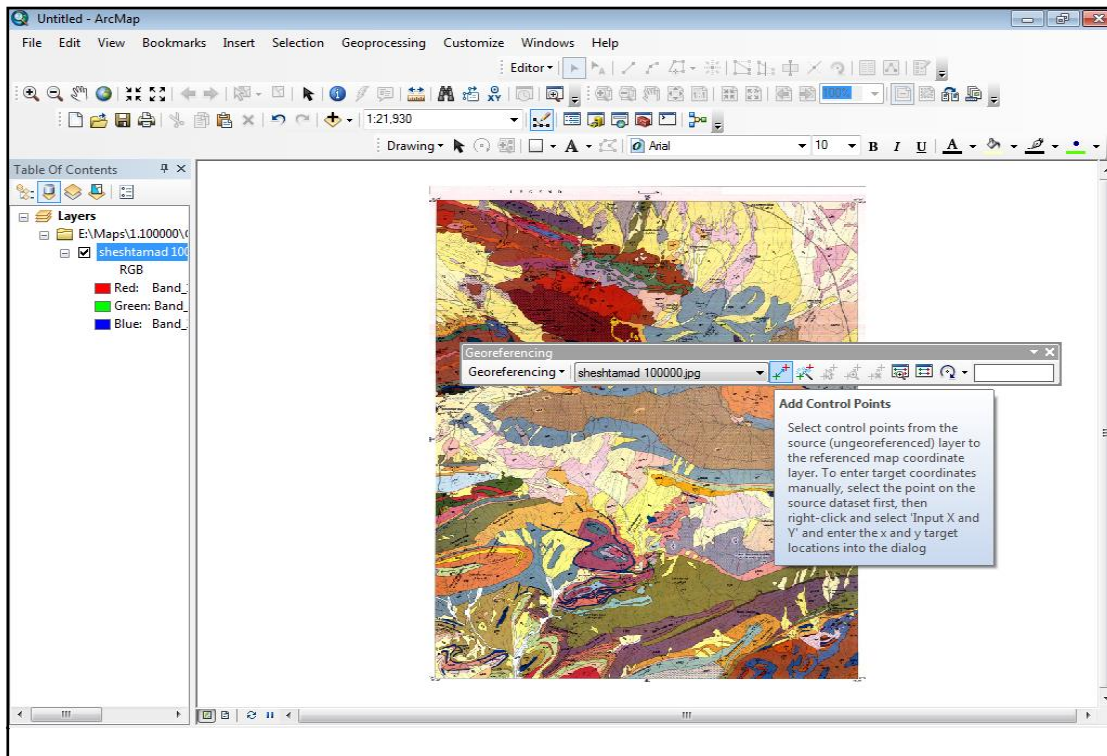 Untitled - ArcMap
File Edit View Bookmarks Insert Selection Geoprocessing Customize Windows Help
Editor
100%
1:21,930
Drawing A Arial 10 B I U A
Table Of Contents
Layers
E:\Maps\1.100000\
sheshtamad 100
RGB
Red: Band_
Green: Band_
Blue: Band_
Georeferencing
Georeferencing sheshtamad 100000.jpg
Add Control Points
Select control points from the
source (ungeoreferenced) layer to
the referenced map coordinate
layer. To enter target coordinates
manually, select the point on the
source dataset first, then
right-click and select 'Input X and
Y' and enter the x and y target
locations into the dialog